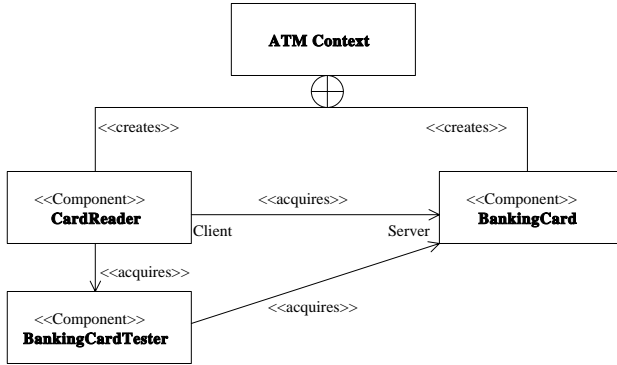 ATM Context
<<creates>>
<<creates>>
<<Component>>
CardReader
<<acquires>>
<<Component>>
BankingCard
Client
Server
<<acquires>>
<<Component>>
BankingCardTester
<<acquires>>